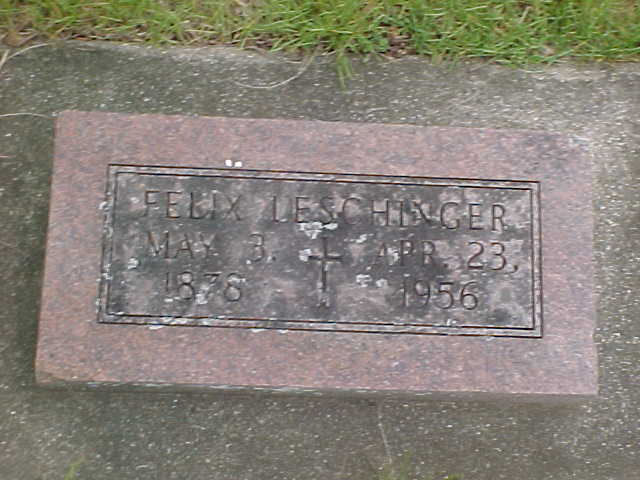 FELIX LESCHINGER
MAY 3, APR. 23,
1878 1956